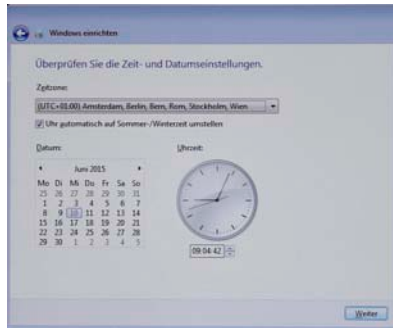 Windows einrichten
Überprüfen Sie die Zeit- und Datumseinstellungen.
Zeitzone:
(UTC+01:00) Amsterdam, Berlin, Bern, Rom, Stockholm, Wien
Uhr automatisch auf Sommer-/Winterzeit umstellen
Datum:
Uhrzeit:
Juni 2015
Mo Di Mi Do Fr Sa So
25 26 27 28 29 30 31
1 2 3 4 5 6 7
8 9 10 11 12 13 14
15 16 17 18 19 20 21
22 23 24 25 26 27 28
29 30 1 2 3 4 5
09:04:42
Weiter